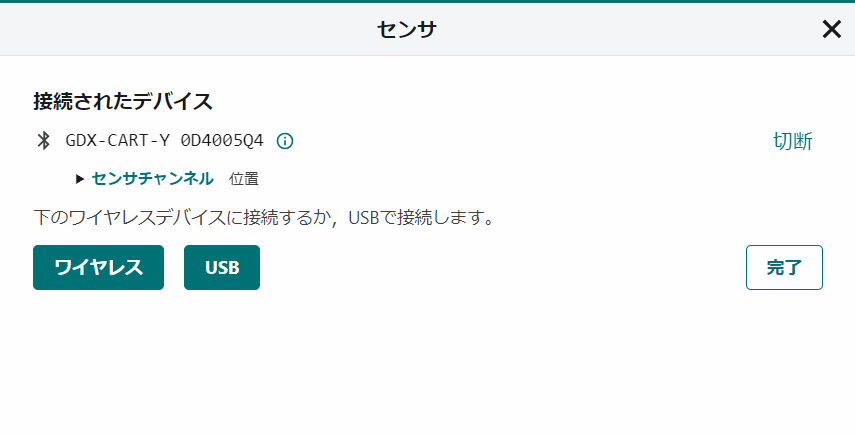 センサ
接続されたデバイス
GDX-CART-Y 0D4005Q4
切断
センサチャンネル 位置
下のワイヤレスデバイスに接続するか，USBで接続します。
ワイヤレス USB 完了